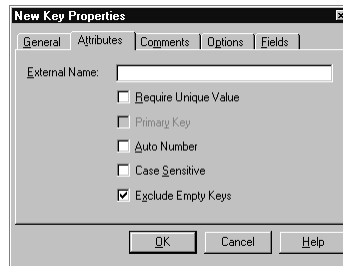 New Key Properties
General Attributes Comments Options Fields
External Name:
Require Unique Value
Primary Key
Auto Number
Case Sensitive
Exclude Empty Keys
OK Cancel Help